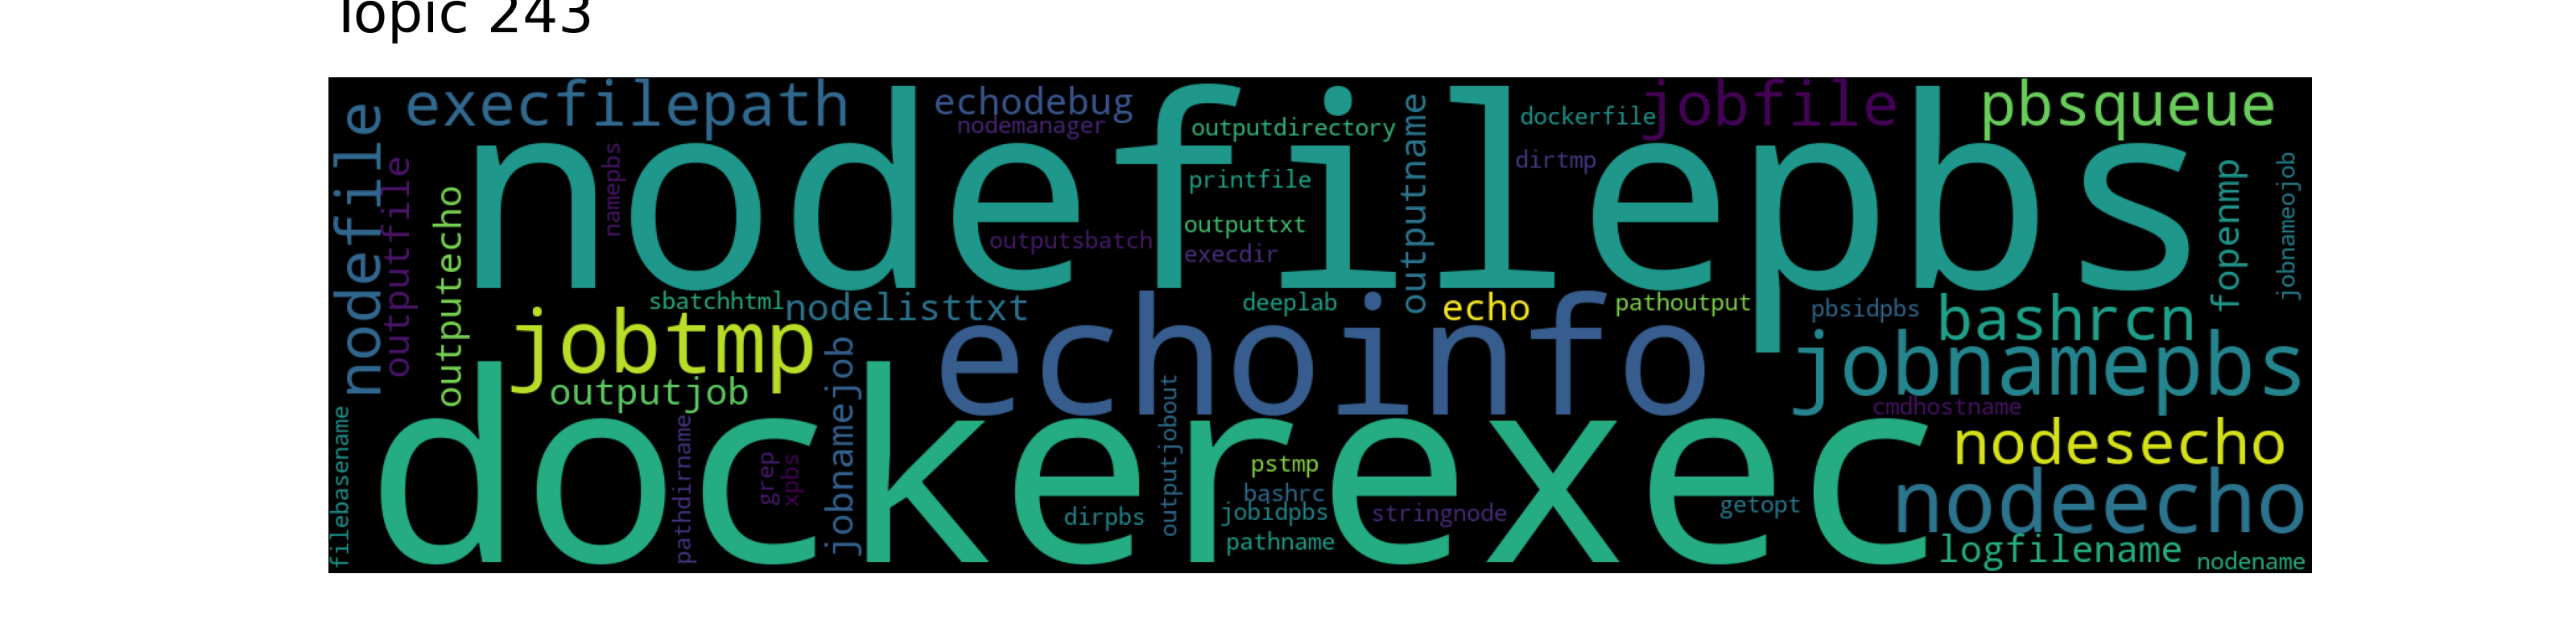 Topic 243
execfilepath
echodebug
nodemanager
outputdirectory
outputname
dockerfile
jobfile
pbsqueue
nodefile
outputfile
outputecho
namepbs
nodefilepbs
printfile
dirtmp
outputtxt
outputsbatch
execdir
fopenmp
jobnameojob
sbatchhtml
nodelisttxt
deeplab
echo
pathoutput
pbsidpbs
bashrcn
jobtmp
echoinfo
jobnamepbs
outputjob
jobnamejob
outputjobout
cmdhostname
filebasename
dockerexec
pathdirname
grep
xpbs
pstmp
bashrc
jobidpbs
dirpbs
pathname
stringnode
getopt
nodesecho
nodeecho
logfilename
nodename